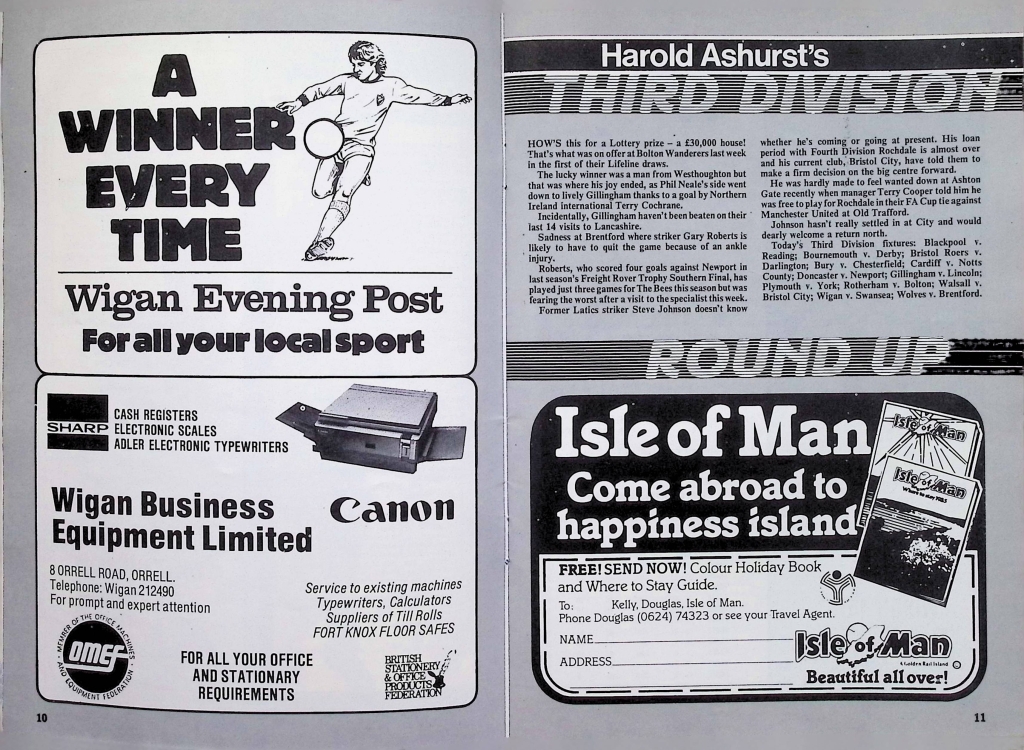 A
WINNER
EVERY
TIME
Wigan Evening Post
For all your local sport
SHARP
CASH REGISTERS
ELECTRONIC SCALES
ADLER ELECTRONIC TYPEWRITERS
Wigan Business
Equipment Limited
Canon
8 ORRELL ROAD, ORRELL.
Telephone: Wigan 212490
For prompt and expert attention
Service to existing machines
Typewriters, Calculators
Suppliers of Till Rolls
FORT KNOX FLOOR SAFES
MEMBER OF THE OFFICE MACHINES
AND EQUIPMENT FEDERATION
omef
FOR ALL YOUR OFFICE
AND STATIONARY
REQUIREMENTS
BRITISH
STATIONERY
& OFFICE
PRODUCTS
FEDERATION
10
Harold Ashurst's
THIRD DIVISION
HOW'S this for a Lottery prize – a £30,000 house!
That's what was on offer at Bolton Wanderers last week
in the first of their Lifeline draws.
The lucky winner was a man from Westhoughton but
that was where his joy ended, as Phil Neale's side went
down to lively Gillingham thanks to a goal by Northern
Ireland international Terry Cochrane.
Incidentally, Gillingham haven't been beaten on their
last 14 visits to Lancashire.
Sadness at Brentford where striker Gary Roberts is
likely to have to quit the game because of an ankle
injury.
Roberts, who scored four goals against Newport in
last season's Freight Rover Trophy Southern Final, has
played just three games for The Bees this season but was
fearing the worst after a visit to the specialist this week.
Former Latics striker Steve Johnson doesn't know
whether he's coming or going at present. His loan
period with Fourth Division Rochdale is almost over
and his current club, Bristol City, have told them to
make a firm decision on the big centre forward.
He was hardly made to feel wanted down at Ashton
Gate recently when manager Terry Cooper told him he
was free to play for Rochdale in their FA Cup tie against
Manchester United at Old Trafford.
Johnson hasn't really settled in at City and would
dearly welcome a return north.
Today's Third Division fixtures: Blackpool v.
Reading; Bournemouth v. Derby; Bristol Roers v.
Darlington; Bury v. Chesterfield; Cardiff v. Notts
County; Doncaster v. Newport; Gillingham v. Lincoln;
Plymouth v. York; Rotherham v. Bolton; Walsall v.
Bristol City; Wigan v. Swansea; Wolves v. Brentford.
ROUND UP
Isle of Man
Come abroad to
happiness island
Isle of Man
Isle of Man
Where to stay 1985
FREE! SEND NOW! Colour Holiday Book
and Where to Stay Guide.
To: Kelly, Douglas, Isle of Man.
Phone Douglas (0624) 74323 or see your Travel Agent.
NAME
ADDRESS
Isle of Man
A Golden Rail Island
Beautiful all over!
11